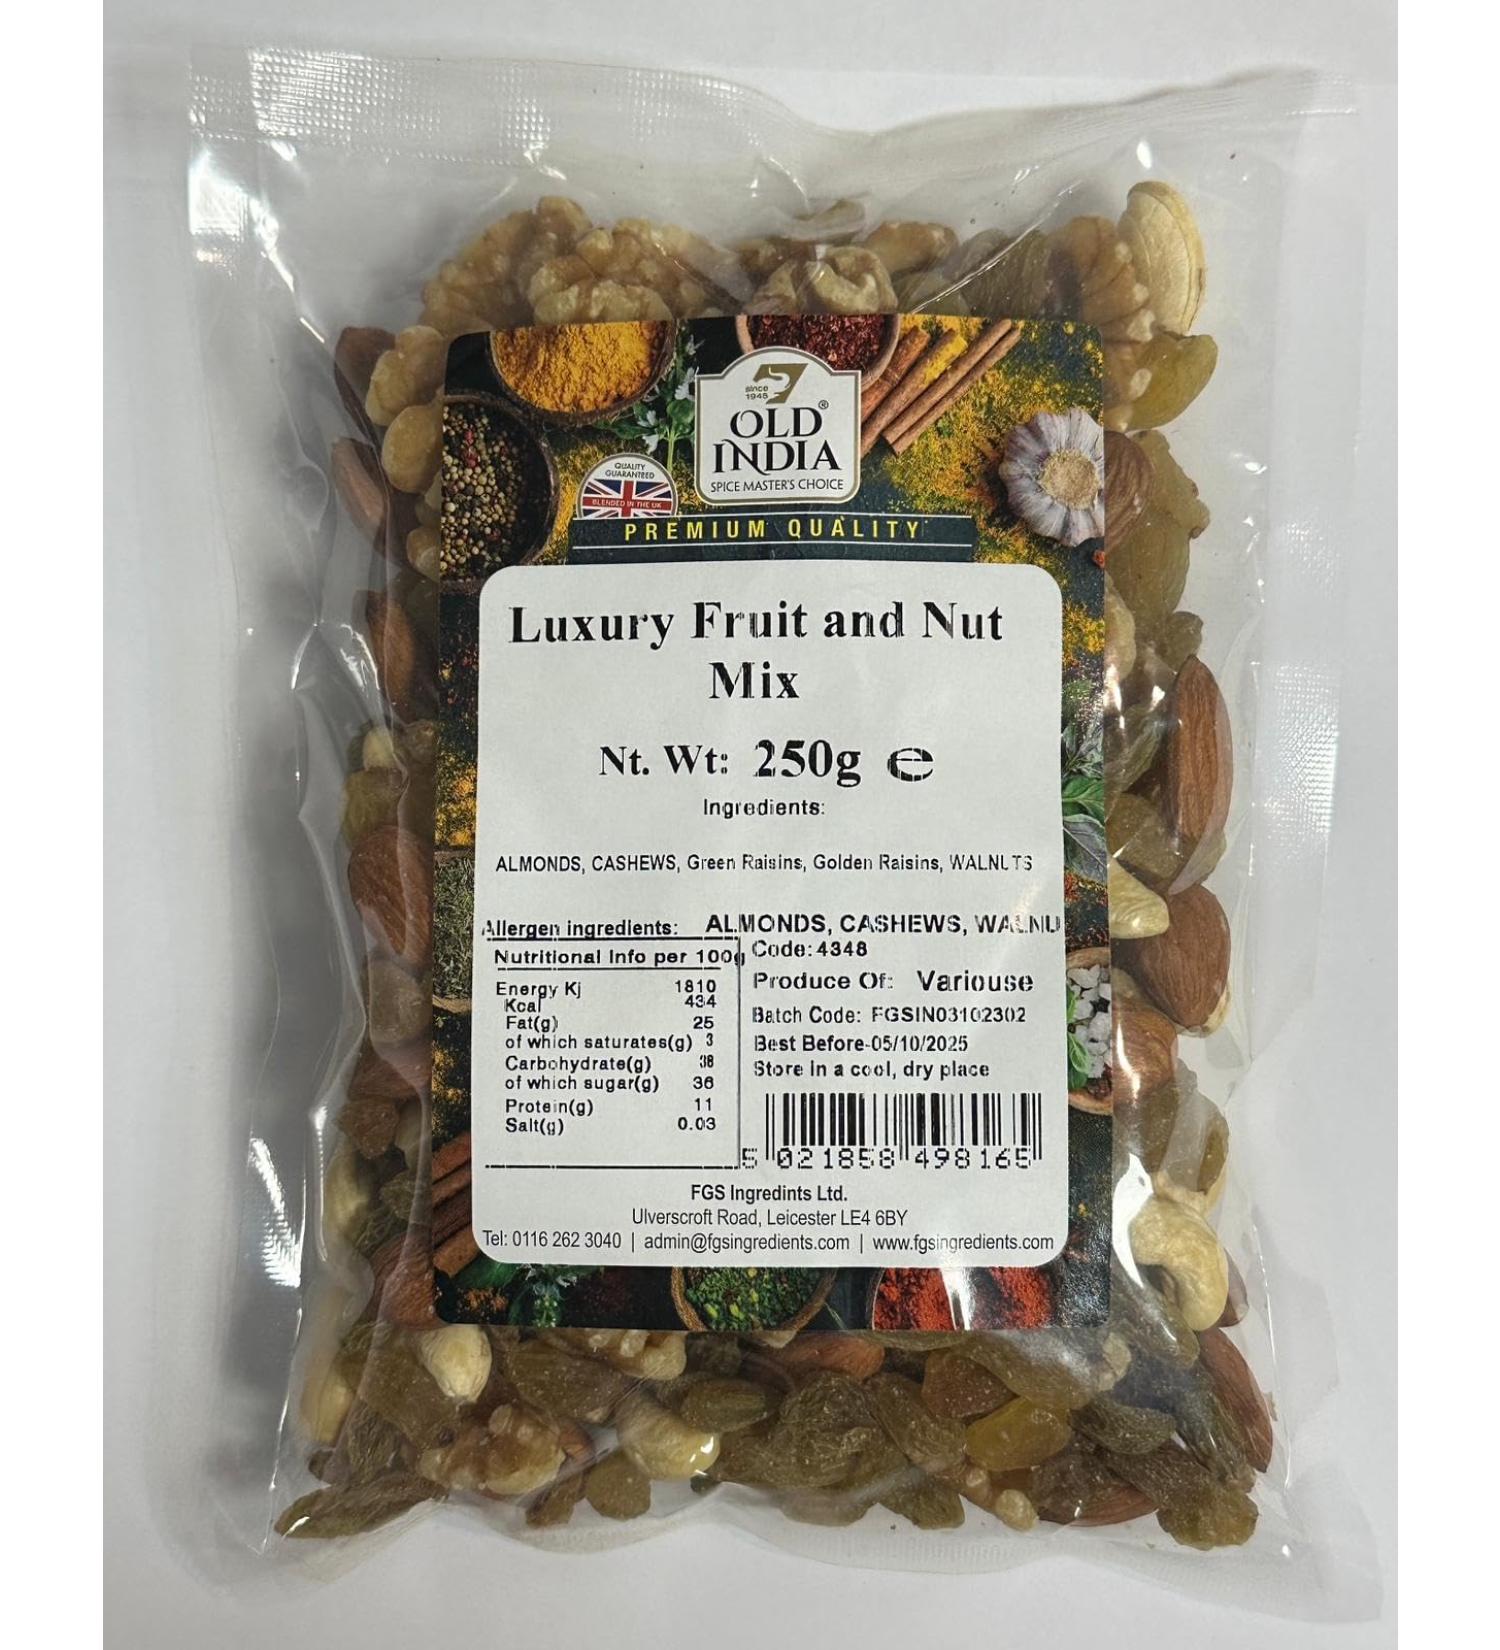 since
1945
OLD®
INDIA
SPICE MASTER'S CHOICE
QUALITY
GUARANTEED
BLENDED IN THE UK
PREMIUM QUALITY
Luxury Fruit and Nut
Mix
Nt. Wt: 250g ℮
Ingredients:
ALMONDS, CASHEWS, Green Raisins, Golden Raisins, WALNUTS
Allergen ingredients: ALMONDS, CASHEWS, WALNU
Nutritional Info per 100g
Energy Kj 1810
Kcal 434
Fat(g) 25
of which saturates(g) 3
Carbohydrate(g) 38
of which sugar(g) 36
Protein(g) 11
Salt(g) 0.03
Code: 4348
Produce Of: Variouse
Batch Code: FGSIN03102302
Best Before-05/10/2025
Store in a cool, dry place
5 021858 498165
FGS Ingredints Ltd.
Ulverscroft Road, Leicester LE4 6BY
Tel: 0116 262 3040 | admin@fgsingredients.com | www.fgsingredients.com